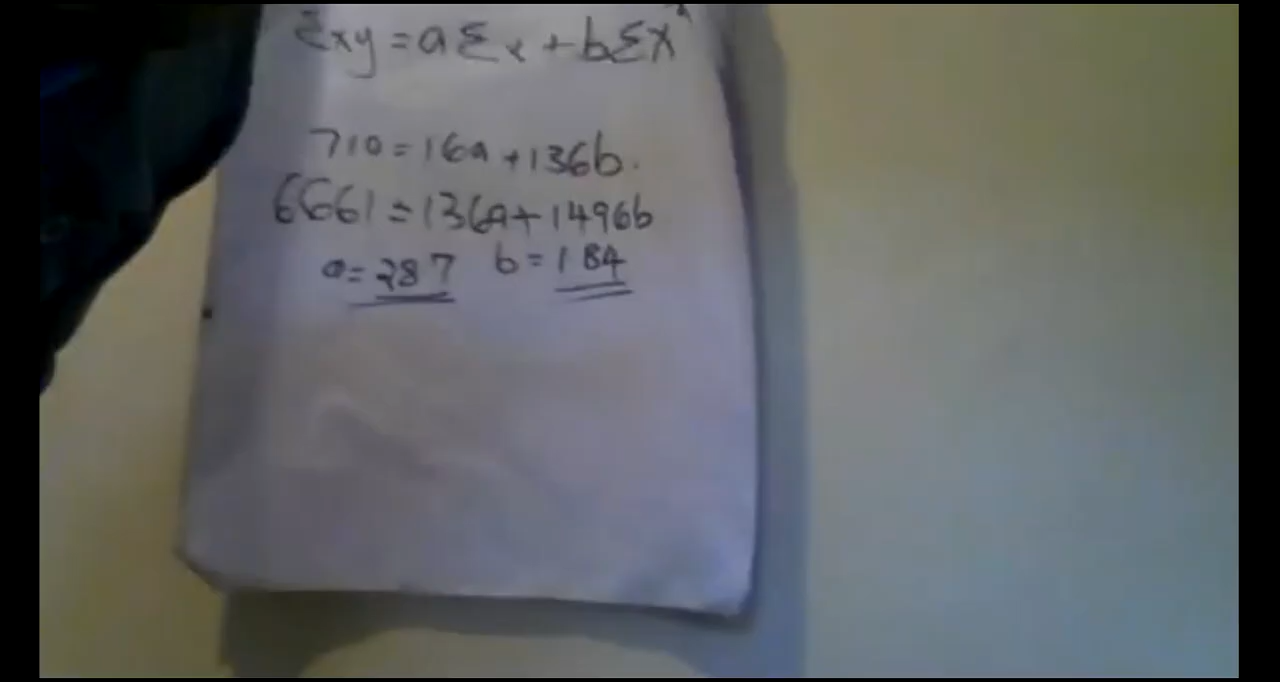 Σxy = aΣx + bΣx²
710 = 16a + 136b.
6661 = 136a + 1496b
a = 287 b = 184